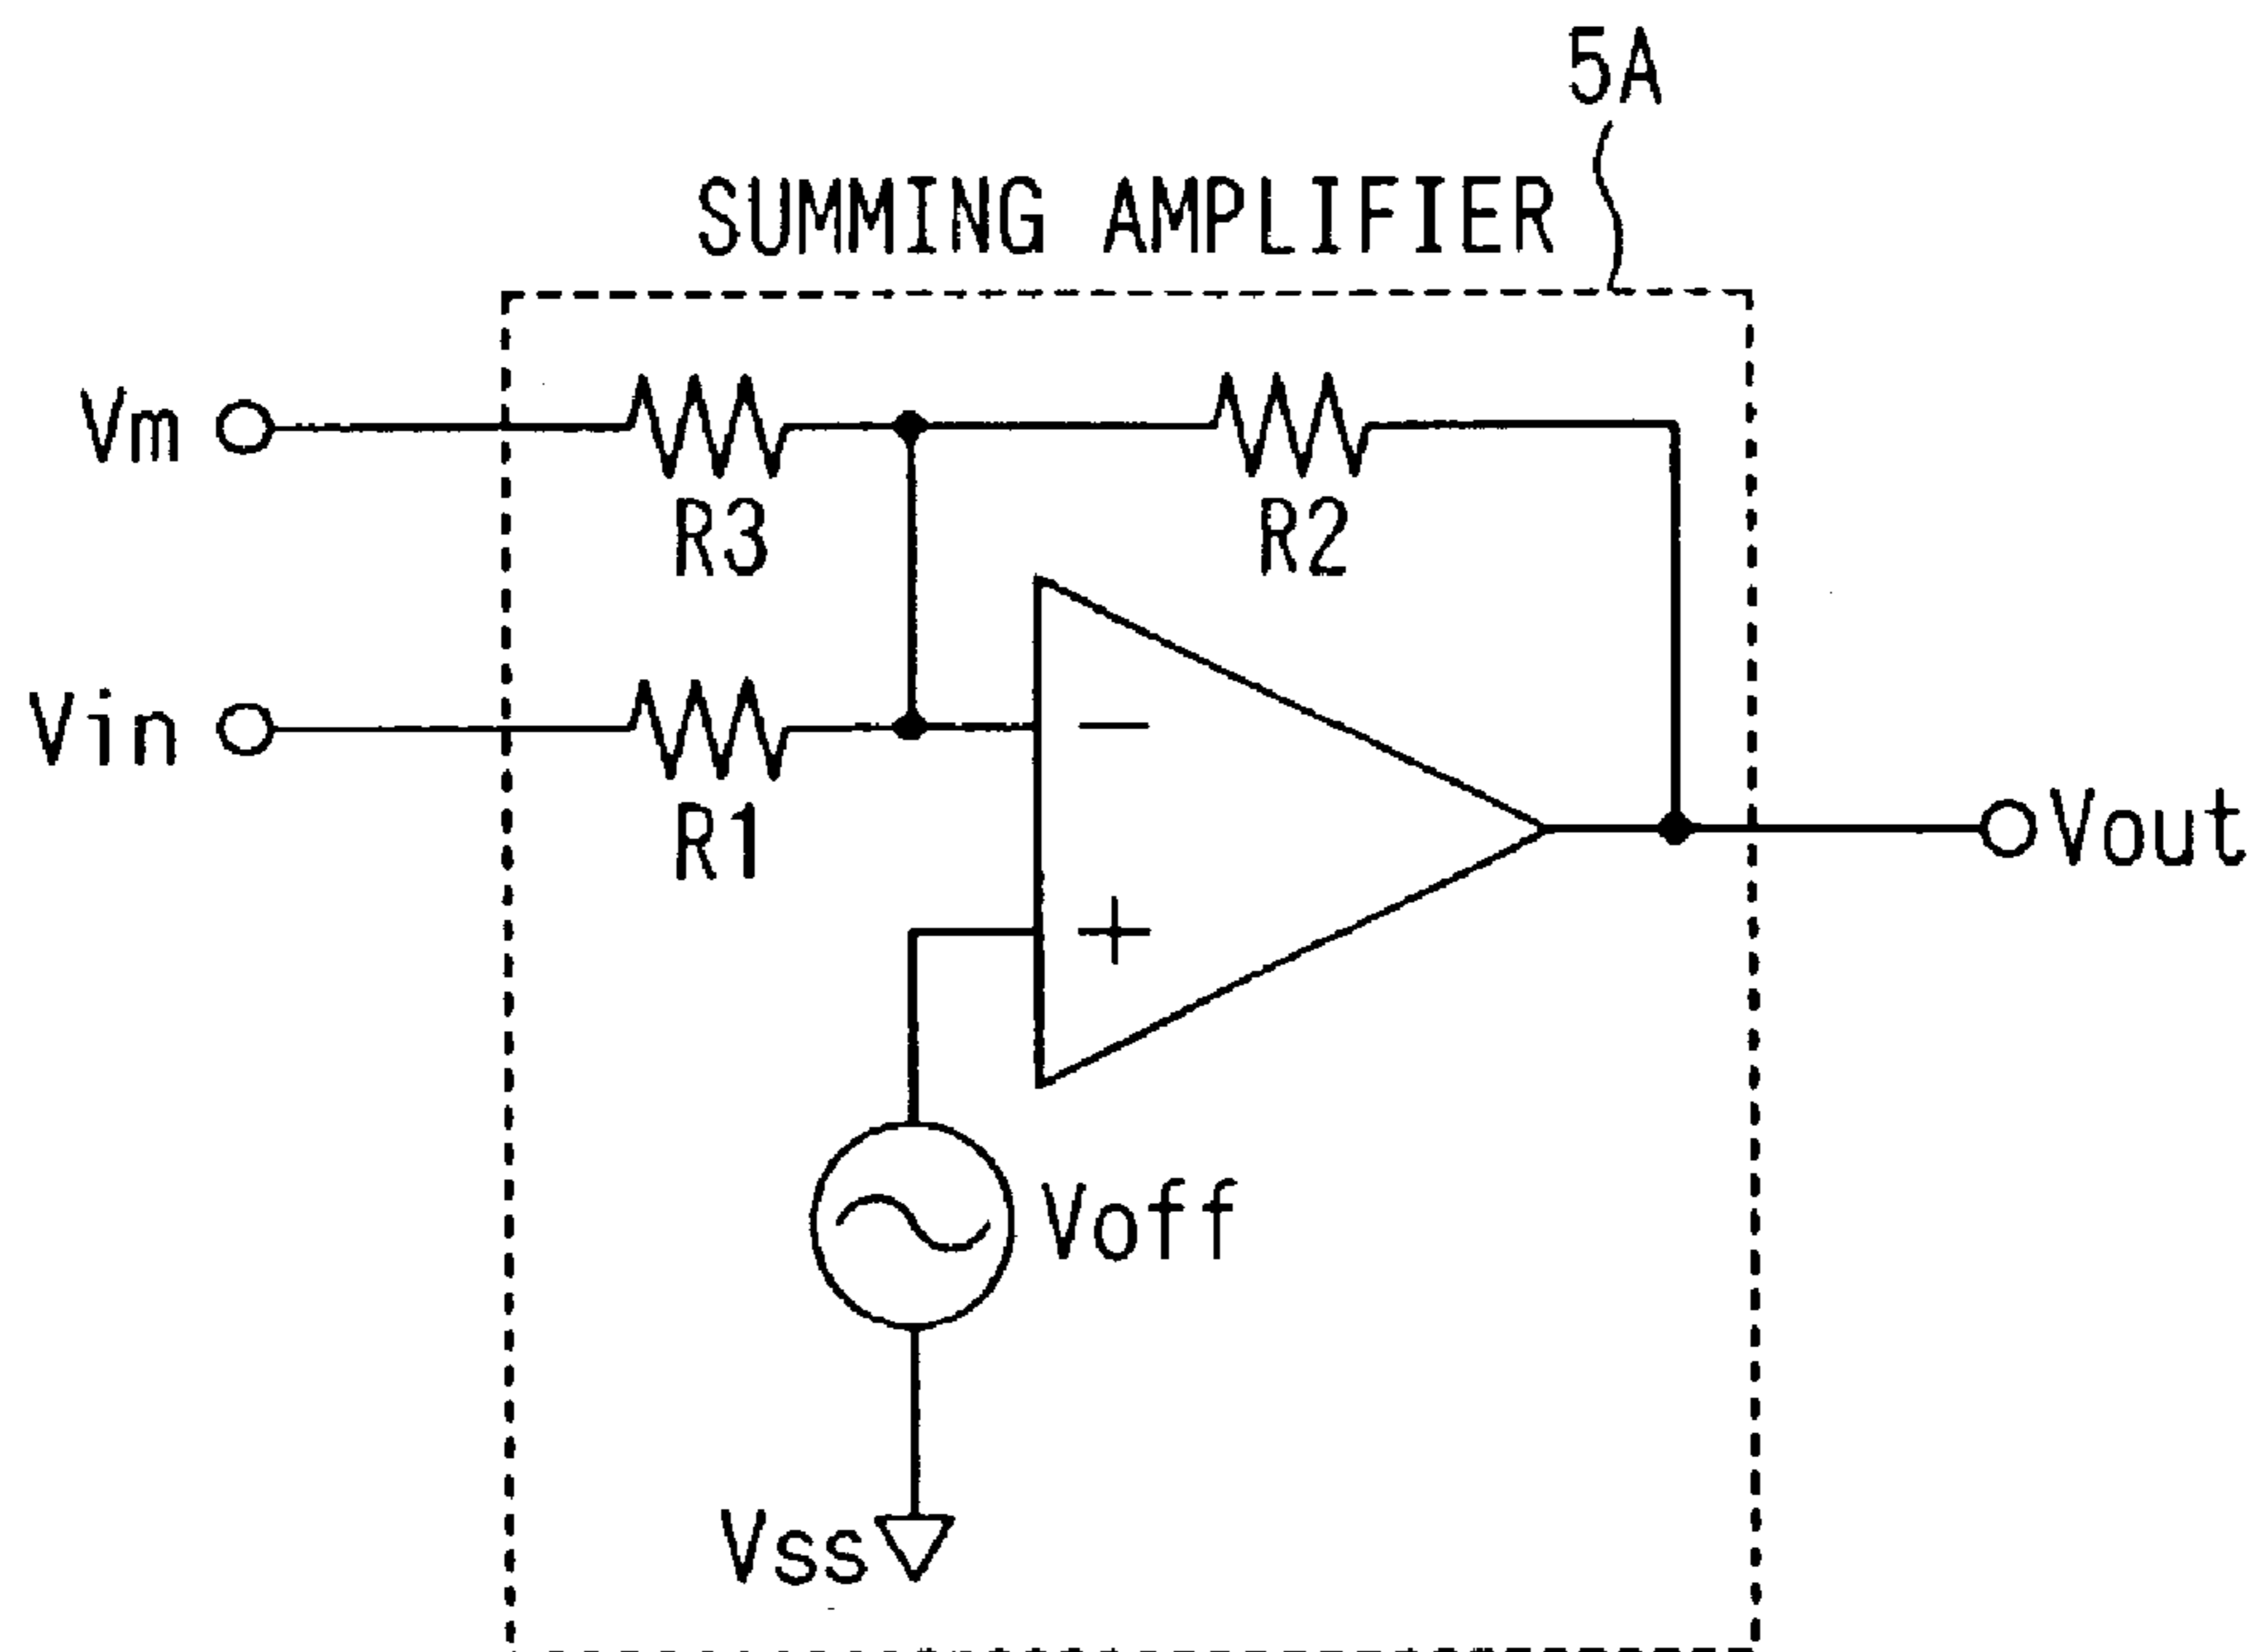 5A
SUMMING AMPLIFIER
Vm
R3
R2
Vin
R1
−
+
Vout
Voff
Vss